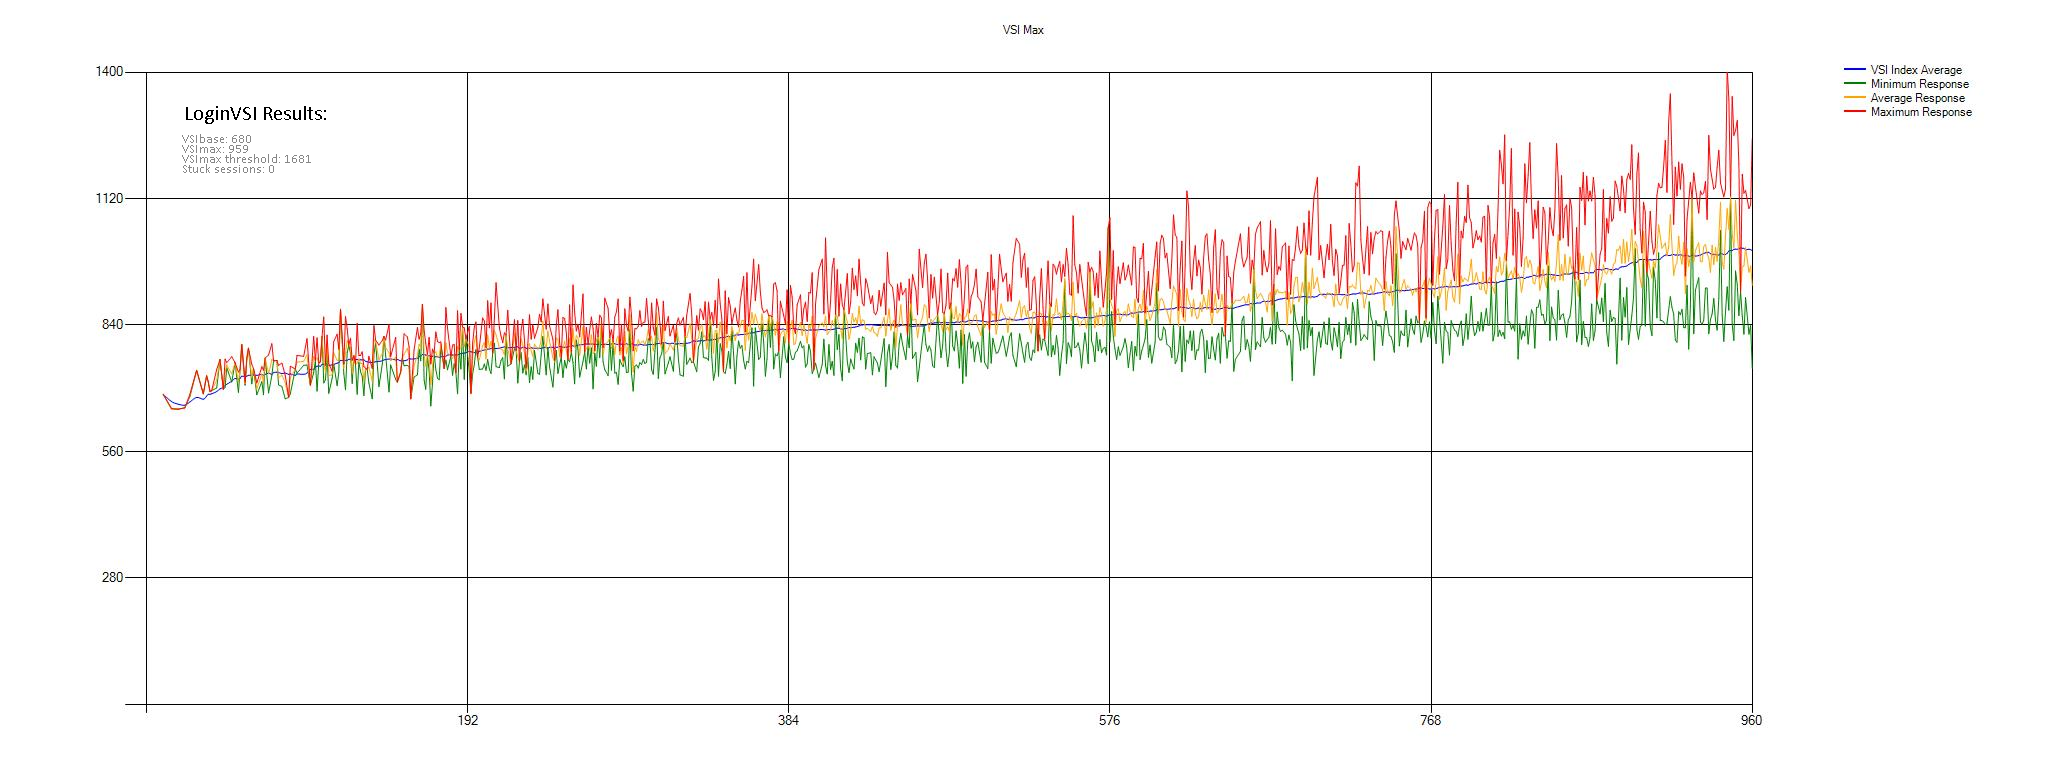 VSI Max
1400
1120
840
560
280
LoginVSI Results:
VSIbase: 680
VSImax: 959
VSImax threshold: 1681
Stuck sessions: 0
VSI Index Average
Minimum Response
Average Response
Maximum Response
192
384
576
768
960